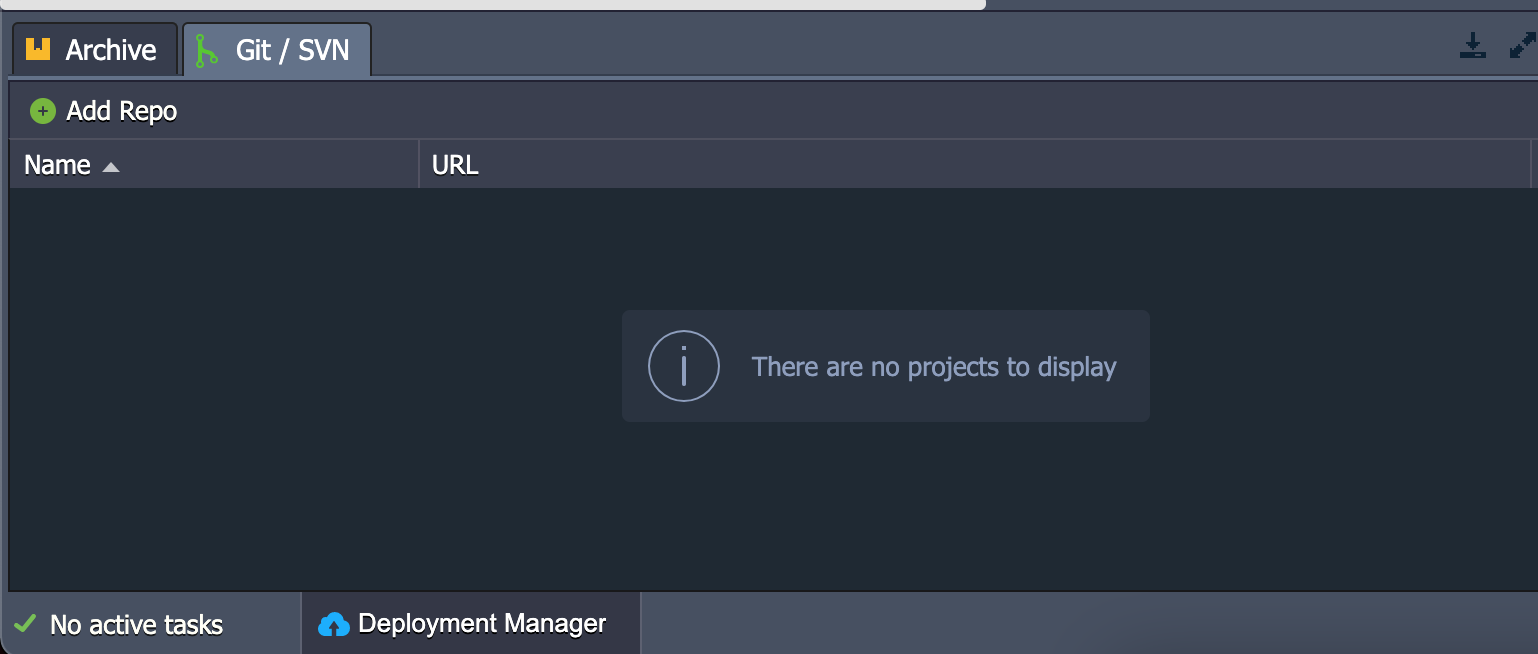 Archive
Git / SVN
Add Repo
Name
URL
There are no projects to display
No active tasks
Deployment Manager